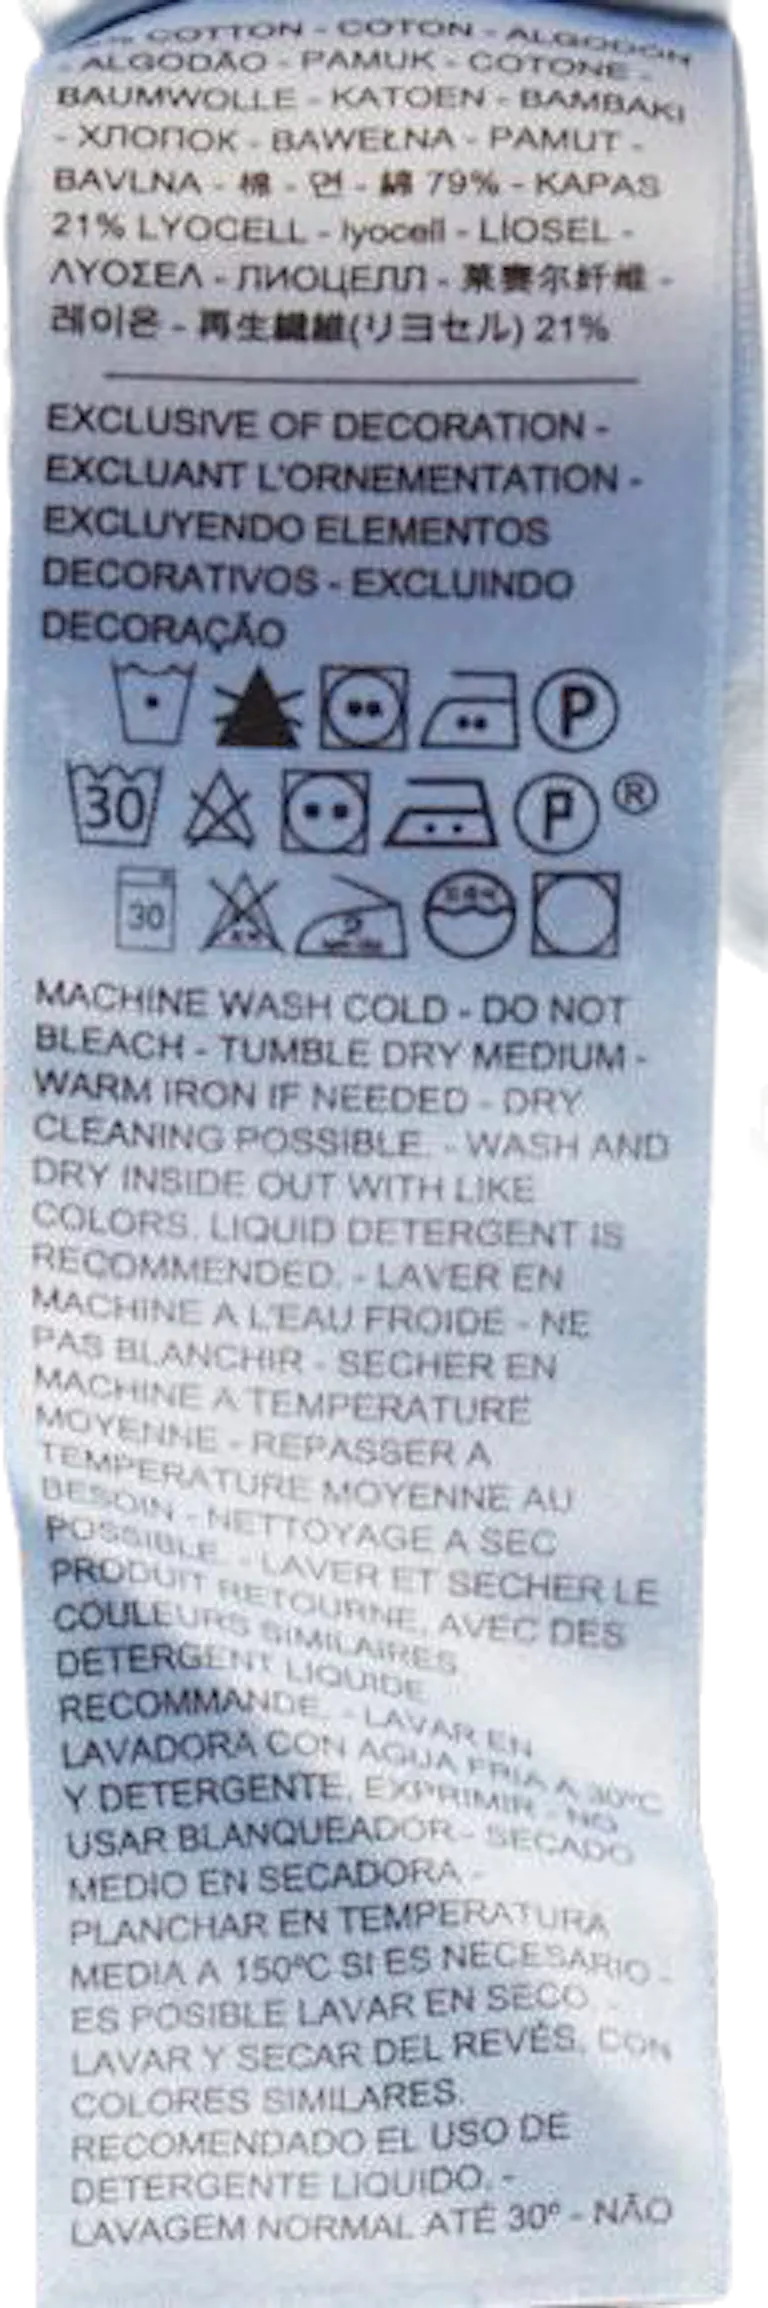 COTTON - COTON - ALGODON
- ALGODÃO - PAMUK - COTONE -
BAUMWOLLE - KATOEN - BAMBAKI
- ХЛОПОК - BAWEŁNA - PAMUT -
BAVLNA - 棉 - 면 - 綿 79% - KAPAS
21% LYOCELL - lyocell - LİOSEL -
ΛΥΟΣΕΛ - ЛИОЦЕЛЛ - 莱赛尔纤维 -
레이온 - 再生繊維(リヨセル) 21%
EXCLUSIVE OF DECORATION -
EXCLUANT L'ORNEMENTATION -
EXCLUYENDO ELEMENTOS
DECORATIVOS - EXCLUINDO
DECORAÇÃO
P
30 P ®
30
MACHINE WASH COLD - DO NOT
BLEACH - TUMBLE DRY MEDIUM -
WARM IRON IF NEEDED - DRY
CLEANING POSSIBLE. - WASH AND
DRY INSIDE OUT WITH LIKE
COLORS. LIQUID DETERGENT IS
RECOMMENDED. - LAVER EN
MACHINE A L'EAU FROIDE - NE
PAS BLANCHIR - SECHER EN
MACHINE A TEMPERATURE
MOYENNE - REPASSER A
TEMPERATURE MOYENNE AU
BESOIN - NETTOYAGE A SEC
POSSIBLE. - LAVER ET SECHER LE
PRODUIT RETOURNE, AVEC DES
COULEURS SIMILAIRES.
DETERGENT LIQUIDE
RECOMMANDE. - LAVAR EN
LAVADORA CON AGUA FRIA A 30ºC
Y DETERGENTE, EXPRIMIR - NO
USAR BLANQUEADOR - SECADO
MEDIO EN SECADORA -
PLANCHAR EN TEMPERATURA
MEDIA A 150ºC SI ES NECESARIO -
ES POSIBLE LAVAR EN SECO. -
LAVAR Y SECAR DEL REVÉS, CON
COLORES SIMILARES.
RECOMENDADO EL USO DE
DETERGENTE LIQUIDO. -
LAVAGEM NORMAL ATÉ 30º - NÃO